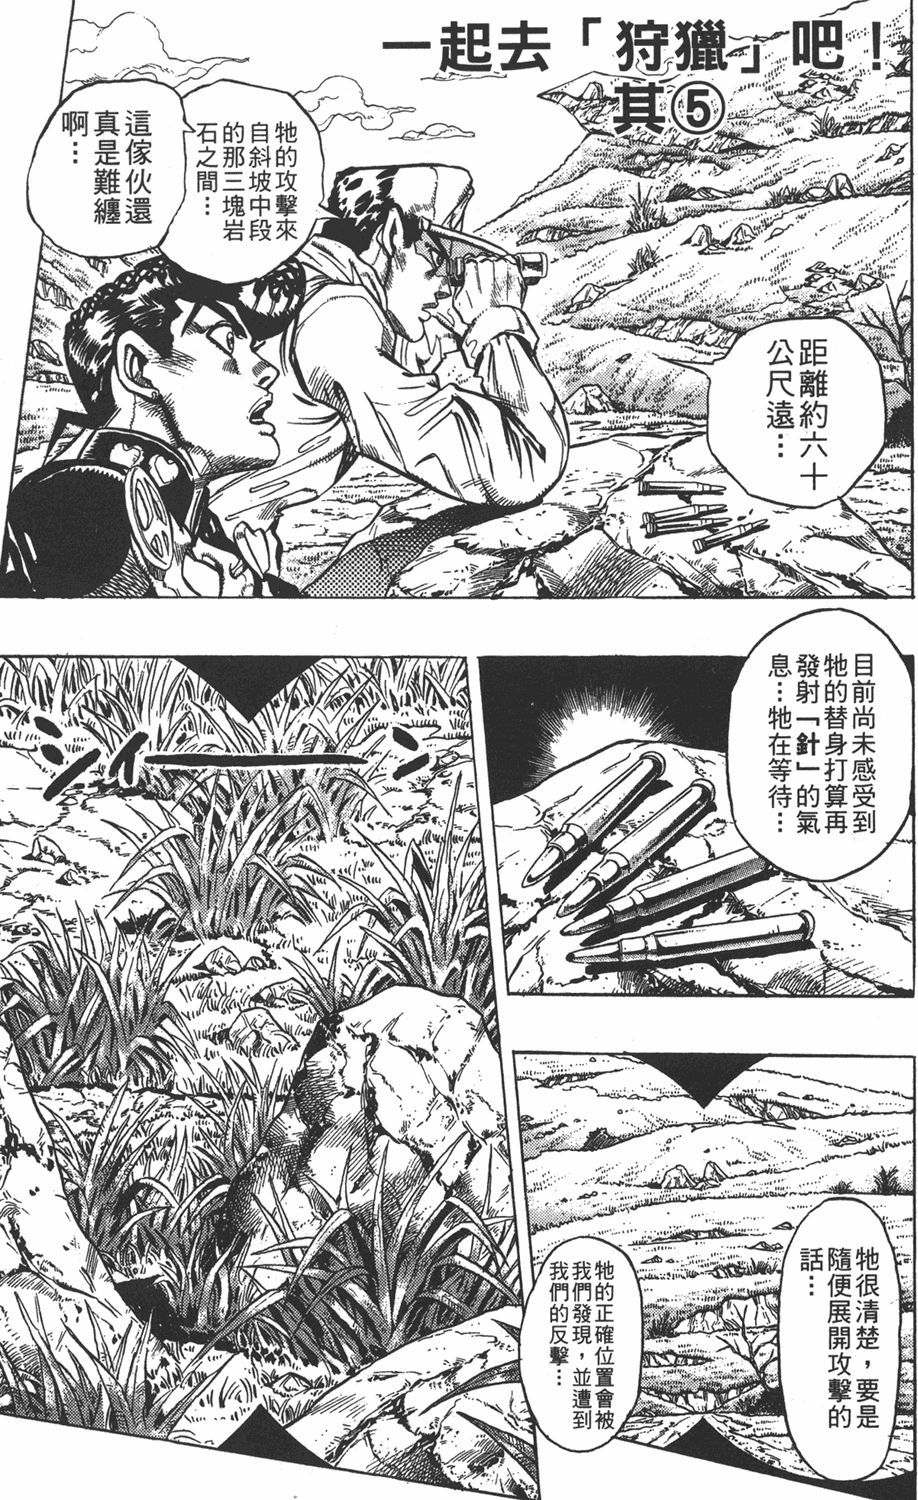 一起去「狩獵」吧！
其⑤
距離約六十
公尺遠…
牠的攻擊來
自斜坡中段
的那三塊岩
石之間…
這傢伙還
真是難纏
啊…
目前尚未感受到
牠的替身打算再
發射「針」的氣
息…牠在等待…
シイーン
牠很清楚，要是
隨便展開攻擊的
話…
牠的正確位置會被
我們發現，並遭到
我們的反擊…